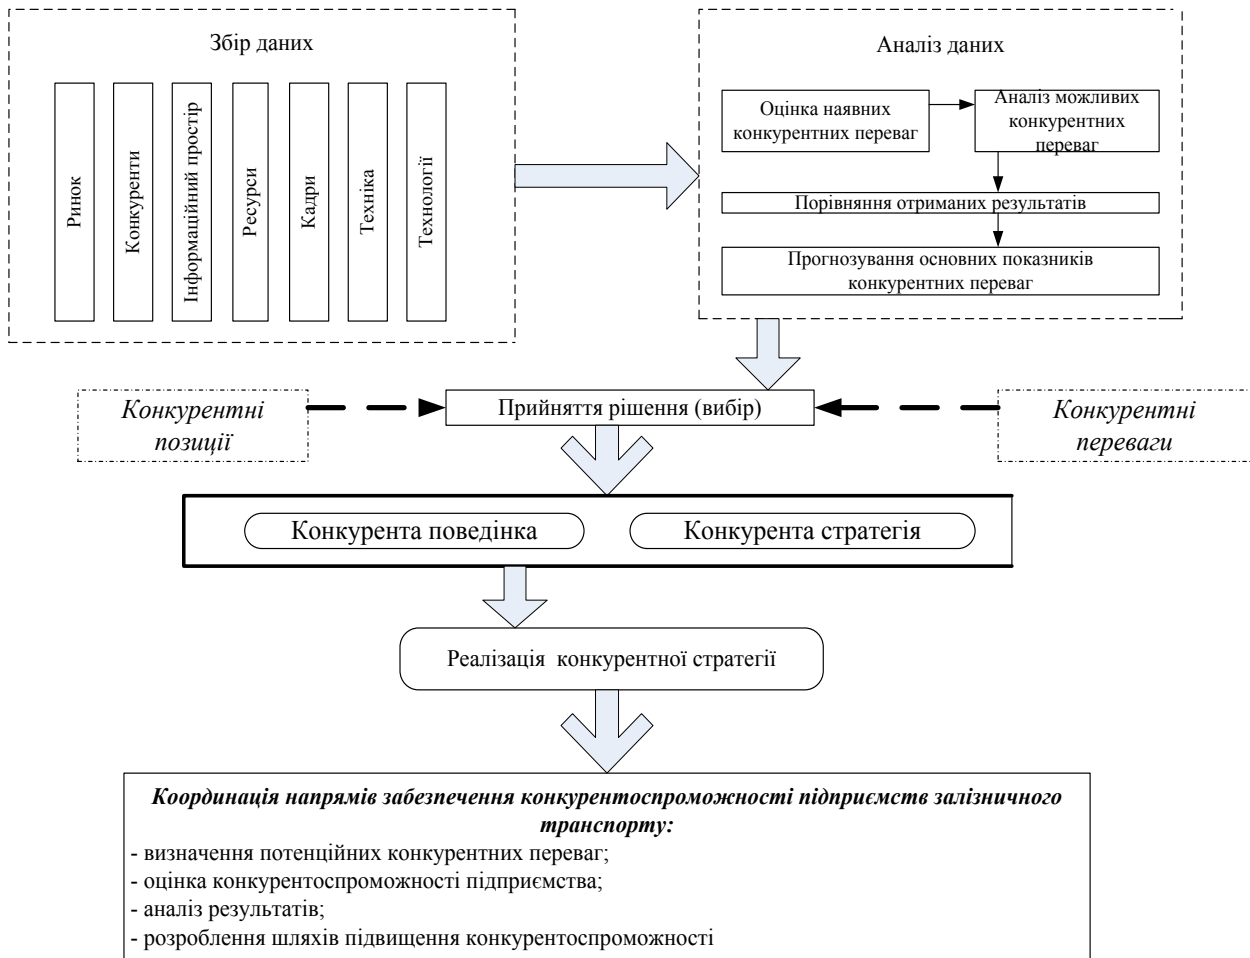 Збір даних
Ринок
Конкуренти
Інформаційний простір
Ресурси
Кадри
Техніка
Технології
Аналіз даних
Оцінка наявних
конкурентних переваг
Аналіз можливих
конкурентних
переваг
Порівняння отриманих результатів
Прогнозування основних показників
конкурентних переваг
Конкурентні
позиції
Прийняття рішення (вибір)
Конкурентні
переваги
Конкурента поведінка
Конкурента стратегія
Реалізація конкурентної стратегії
Координація напрямів забезпечення конкурентоспроможності підприємств залізничного
транспорту:
- визначення потенційних конкурентних переваг;
- оцінка конкурентоспроможності підприємства;
- аналіз результатів;
- розроблення шляхів підвищення конкурентоспроможності